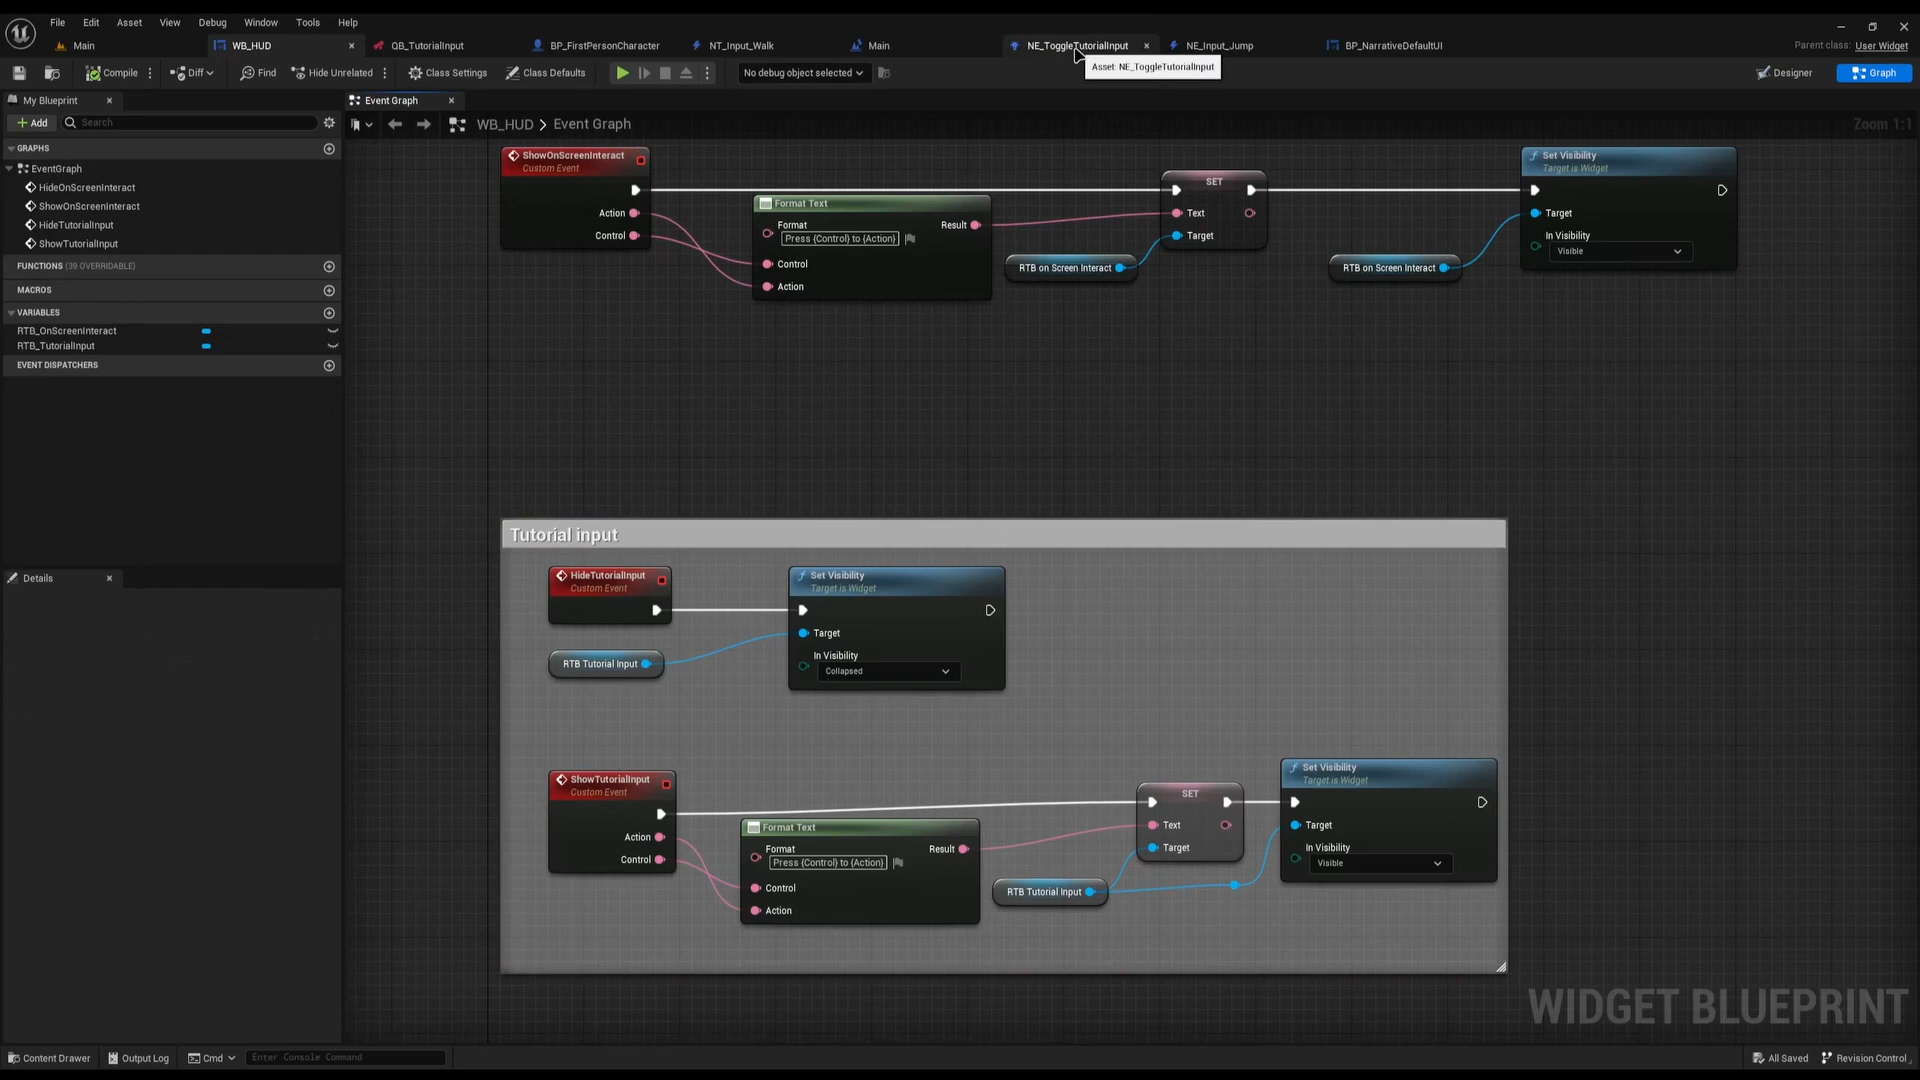 File Edit Asset View Debug Window Tools Help
Main WB_HUD QB_TutorialInput BP_FirstPersonCharacter NT_Input_Walk Main NE_ToggleTutorialInput NE_Input_Jump BP_NarrativeDefaultUI Parent class: User Widget
Asset: NE_ToggleTutorialInput
Compile Diff Find Hide Unrelated Class Settings Class Defaults No debug object selected Designer Graph
My Blueprint
Event Graph
Add Search
WB_HUD > Event Graph
Zoom 1:1
GRAPHS
EventGraph
HideOnScreenInteract
ShowOnScreenInteract
HideTutorialInput
ShowTutorialInput
FUNCTIONS (39 OVERRIDABLE)
MACROS
VARIABLES
RTB_OnScreenInteract
RTB_TutorialInput
EVENT DISPATCHERS
Details
ShowOnScreenInteract
Custom Event
Action
Control
Format Text
Format
Press {Control} to {Action}
Result
Control
Action
RTB on Screen Interact
SET
Text
Target
RTB on Screen Interact
Set Visibility
Target is Widget
Target
In Visibility
Visible
Tutorial input
HideTutorialInput
Custom Event
RTB Tutorial Input
Set Visibility
Target is Widget
Target
In Visibility
Collapsed
ShowTutorialInput
Custom Event
Action
Control
Format Text
Format
Press {Control} to {Action}
Result
Control
Action
RTB Tutorial Input
SET
Text
Target
Set Visibility
Target is Widget
Target
In Visibility
Visible
WIDGET BLUEPRINT
Content Drawer Output Log Cmd Enter Console Command All Saved Revision Control